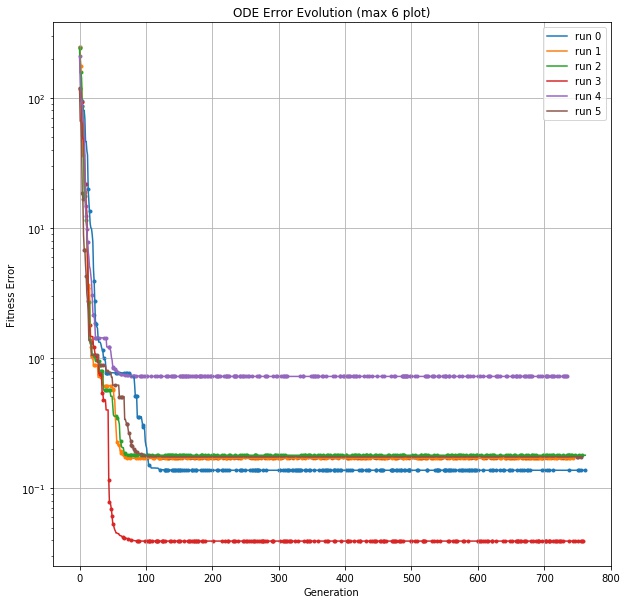 ODE Error Evolution (max 6 plot)
run 0
run 1
run 2
run 3
run 4
run 5
Fitness Error
10²
10¹
10⁰
10⁻¹
0 100 200 300 400 500 600 700 800
Generation